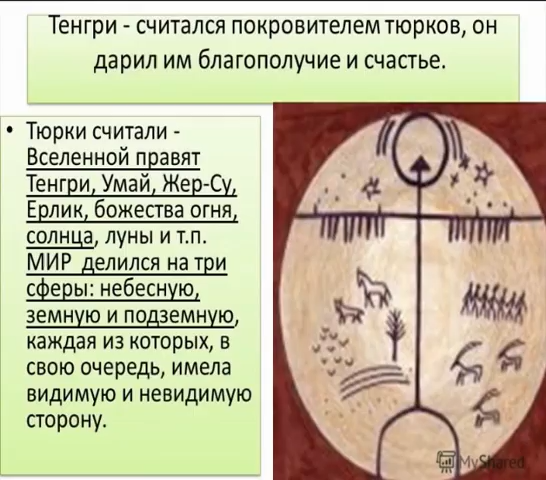 Тенгри - считался покровителем тюрков, он
дарил им благополучие и счастье.
• Тюрки считали -
Вселенной правят
Тенгри, Умай, Жер-Су,
Ерлик, божества огня,
солнца, луны и т.п.
МИР делился на три
сферы: небесную,
земную и подземную,
каждая из которых, в
свою очередь, имела
видимую и невидимую
сторону.
MyShared